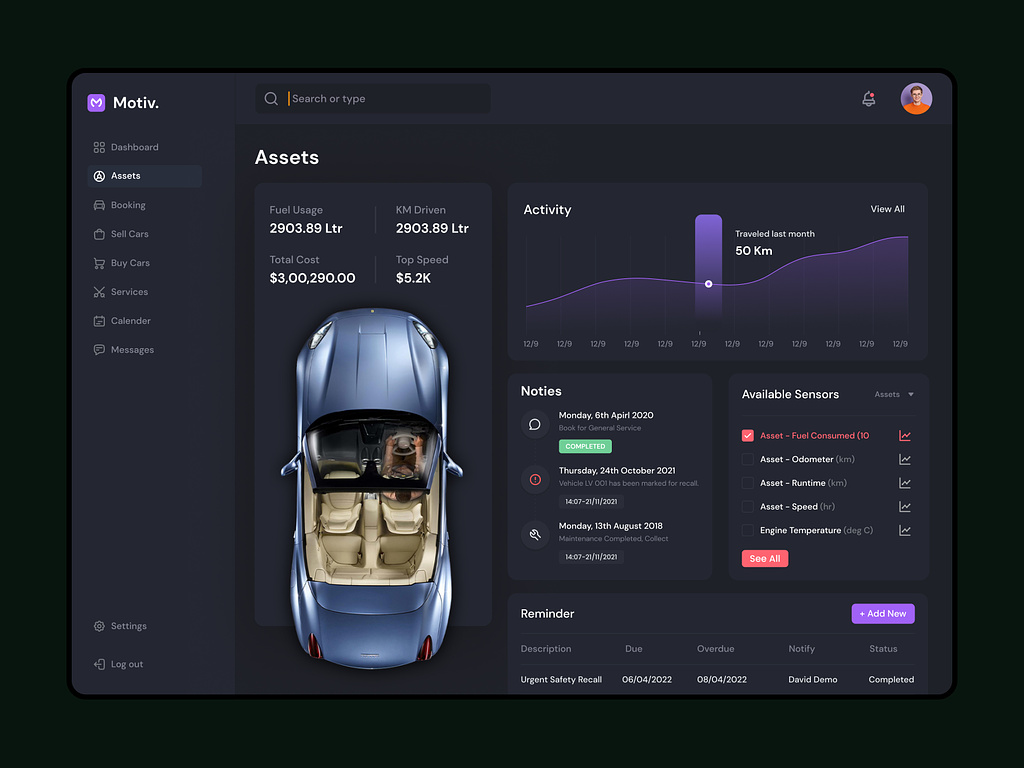 Motiv.
Search or type
Dashboard
Assets
Booking
Sell Cars
Buy Cars
Services
Calender
Messages
Settings
Log out
Assets
Fuel Usage
2903.89 Ltr
KM Driven
2903.89 Ltr
Total Cost
$3,00,290.00
Top Speed
$5.2K
Activity
View All
Traveled last month
50 Km
12/9 12/9 12/9 12/9 12/9 12/9 12/9 12/9 12/9 12/9 12/9 12/9
Noties
Monday, 6th Apirl 2020
Book for General Service
COMPLETED
Thursday, 24th October 2021
Vehicle LV 001 has been marked for recall.
14:07-21/11/2021
Monday, 13th August 2018
Maintenance Completed, Collect
14:07-21/11/2021
Available Sensors
Assets
Asset - Fuel Consumed (10
Asset - Odometer (km)
Asset - Runtime (km)
Asset - Speed (hr)
Engine Temperature (deg C)
See All
Reminder
+ Add New
Description Due Overdue Notify Status
Urgent Safety Recall 06/04/2022 08/04/2022 David Demo Completed